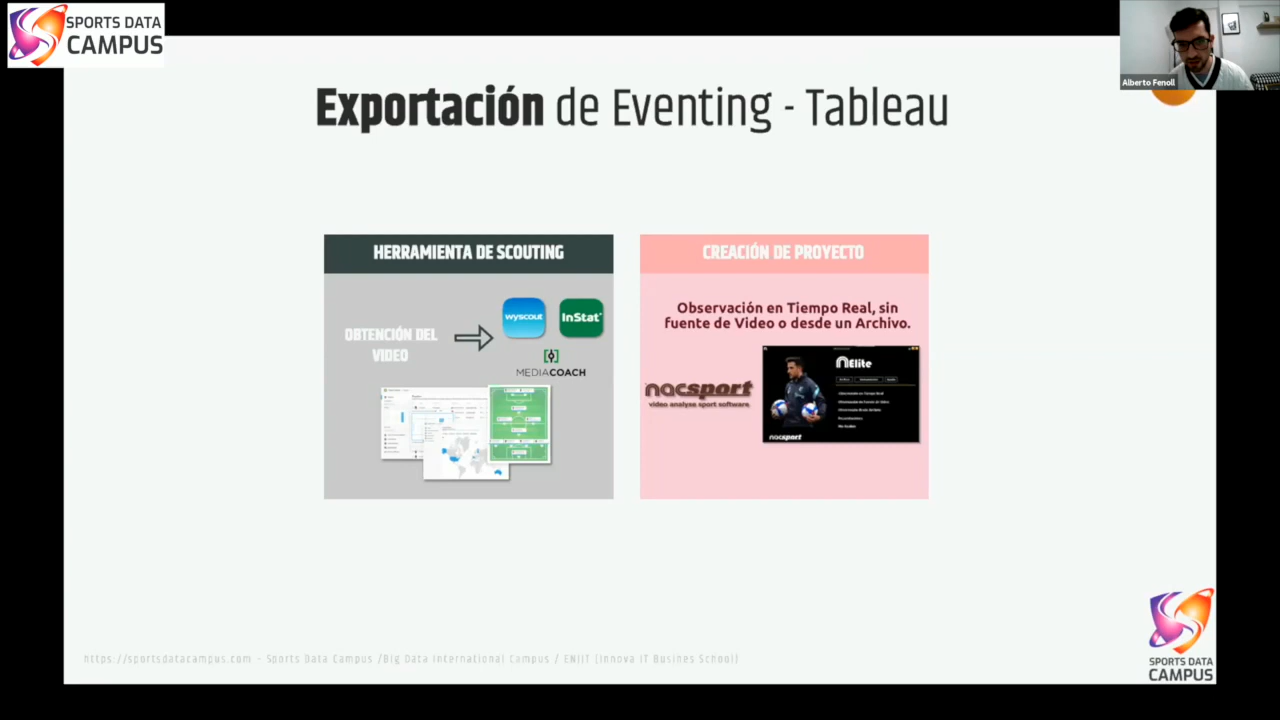 SPORTS DATA
CAMPUS
Alberto Fenoll
Exportación de Eventing - Tableau
HERRAMIENTA DE SCOUTING
OBTENCIÓN DEL
VIDEO
wyscout
InStat
MEDIACOACH
CREACIÓN DE PROYECTO
Observación en Tiempo Real, sin
fuente de Video o desde un Archivo.
nacsport
video analyse sport software.
Elite
nacsport
https://sportsdatacampus.com - Sports Data Campus /Big Data International Campus / ENIIT (Innova IT Busines School)
SPORTS DATA
CAMPUS